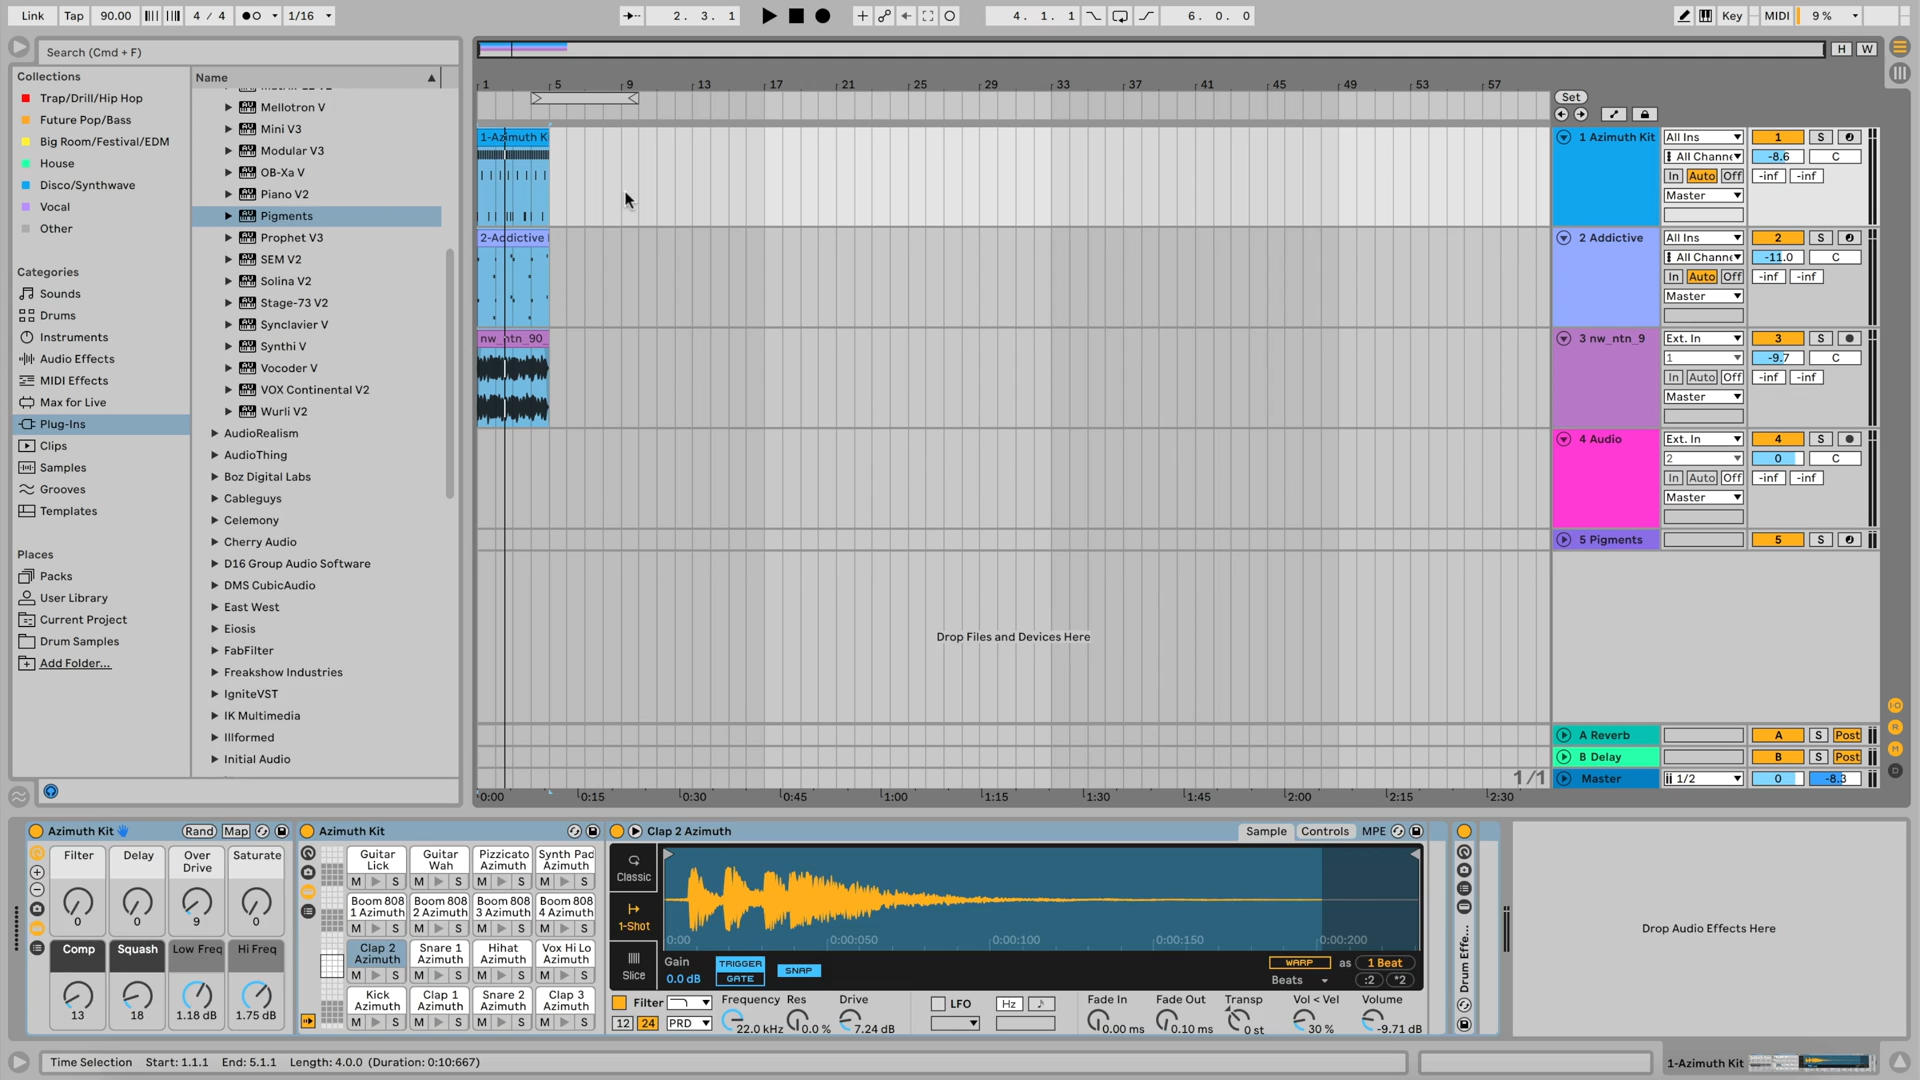 Link Tap 90.00 4 / 4 1/16 2. 3. 1 4. 1. 1 6. 0. 0 Key MIDI 9 %
Search (Cmd + F)
H W
Collections
Trap/Drill/Hip Hop
Future Pop/Bass
Big Room/Festival/EDM
House
Disco/Synthwave
Vocal
Other
Categories
Sounds
Drums
Instruments
Audio Effects
MIDI Effects
Max for Live
Plug-Ins
Clips
Samples
Grooves
Templates
Places
Packs
User Library
Current Project
Drum Samples
Add Folder...
Name
Mellotron V
Mini V3
Modular V3
OB-Xa V
Piano V2
Pigments
Prophet V3
SEM V2
Solina V2
Stage-73 V2
Synclavier V
Synthi V
Vocoder V
VOX Continental V2
Wurli V2
AudioRealism
AudioThing
Boz Digital Labs
Cableguys
Celemony
Cherry Audio
D16 Group Audio Software
DMS CubicAudio
East West
Eiosis
FabFilter
Freakshow Industries
IgniteVST
IK Multimedia
Illformed
Initial Audio
1 5 9 13 17 21 25 29 33 37 41 45 49 53 57
Set
1-Azimuth K
2-Addictive
nw_ntn_90_
Drop Files and Devices Here
1/1
0:00 0:15 0:30 0:45 1:00 1:15 1:30 1:45 2:00 2:15 2:30
1 Azimuth Kit All Ins 1 S
All Channe -8.6 C
In Auto Off -inf -inf
Master
2 Addictive All Ins 2 S
All Channe -11.0 C
In Auto Off -inf -inf
Master
3 nw_ntn_9 Ext. In 3 S
1 -9.7 C
In Auto Off -inf -inf
Master
4 Audio Ext. In 4 S
2 0 C
In Auto Off -inf -inf
Master
5 Pigments 5 S
A Reverb A S Post
B Delay B S Post
Master 1/2 0 -8.3
I·O
R
M
D
Azimuth Kit Rand Map
Filter Delay Over Drive Saturate
0 0 9 0
Comp Squash Low Freq Hi Freq
13 18 1.18 dB 1.75 dB
Azimuth Kit
Guitar Lick Guitar Wah Pizzicato Azimuth Synth Pad Azimuth
M S M S M S M S
Boom 808 1 Azimuth Boom 808 2 Azimuth Boom 808 3 Azimuth Boom 808 4 Azimuth
M S M S M S M S
Clap 2 Azimuth Snare 1 Azimuth Hihat Azimuth Vox Hi Lo Azimuth
M S M S M S M S
Kick Azimuth Clap 1 Azimuth Snare 2 Azimuth Clap 3 Azimuth
M S M S M S M S
Clap 2 Azimuth Sample Controls MPE
Classic
1-Shot
Slice
0:00 0:00:050 0:00:100 0:00:150 0:00:200
Gain TRIGGER SNAP WARP as 1 Beat
0.0 dB GATE Beats :2 *2
Filter Frequency Res Drive LFO Hz Fade In Fade Out Transp Vol < Vel Volume
12 24 PRD 22.0 kHz 0.0 % 7.24 dB 0.00 ms 0.10 ms 0 st 30 % -9.71 dB
Drum Effe...
Drop Audio Effects Here
Time Selection Start: 1.1.1 End: 5.1.1 Length: 4.0.0 (Duration: 0:10:667)
1-Azimuth Kit